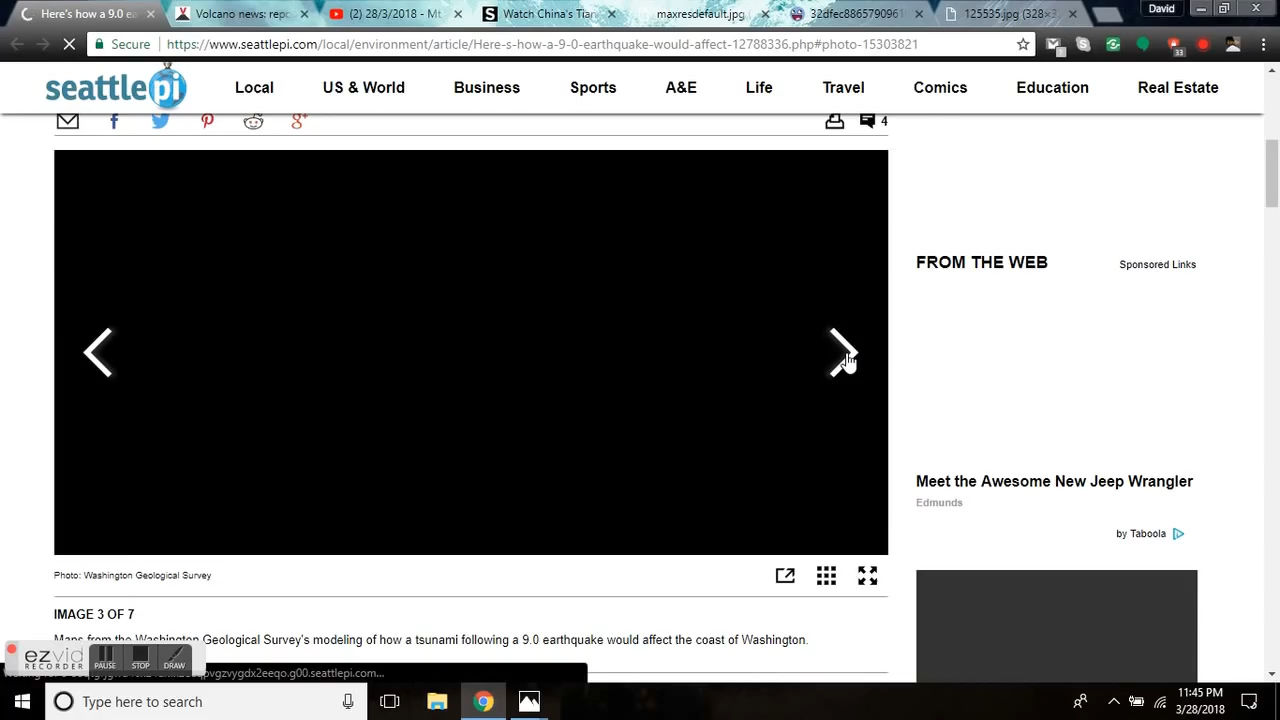 Here's how a 9.0 ea
Volcano news: repo
(2) 28/3/2018 - Mt
Watch China's Tian
maxresdefault.jpg
32dfec8865790961
125535.jpg (328×3
David
Secure
https://www.seattlepi.com/local/environment/article/Here-s-how-a-9-0-earthquake-would-affect-12788336.php#photo-15303821
1
33
seattlepi
Local
US & World
Business
Sports
A&E
Life
Travel
Comics
Education
Real Estate
4
FROM THE WEB
Sponsored Links
Meet the Awesome New Jeep Wrangler
Edmunds
by Taboola
Photo: Washington Geological Survey
IMAGE 3 OF 7
Maps from the Washington Geological Survey's modeling of how a tsunami following a 9.0 earthquake would affect the coast of Washington.
ezvid
RECORDER
PAUSE
STOP
DRAW
Type here to search
11:45 PM
3/28/2018